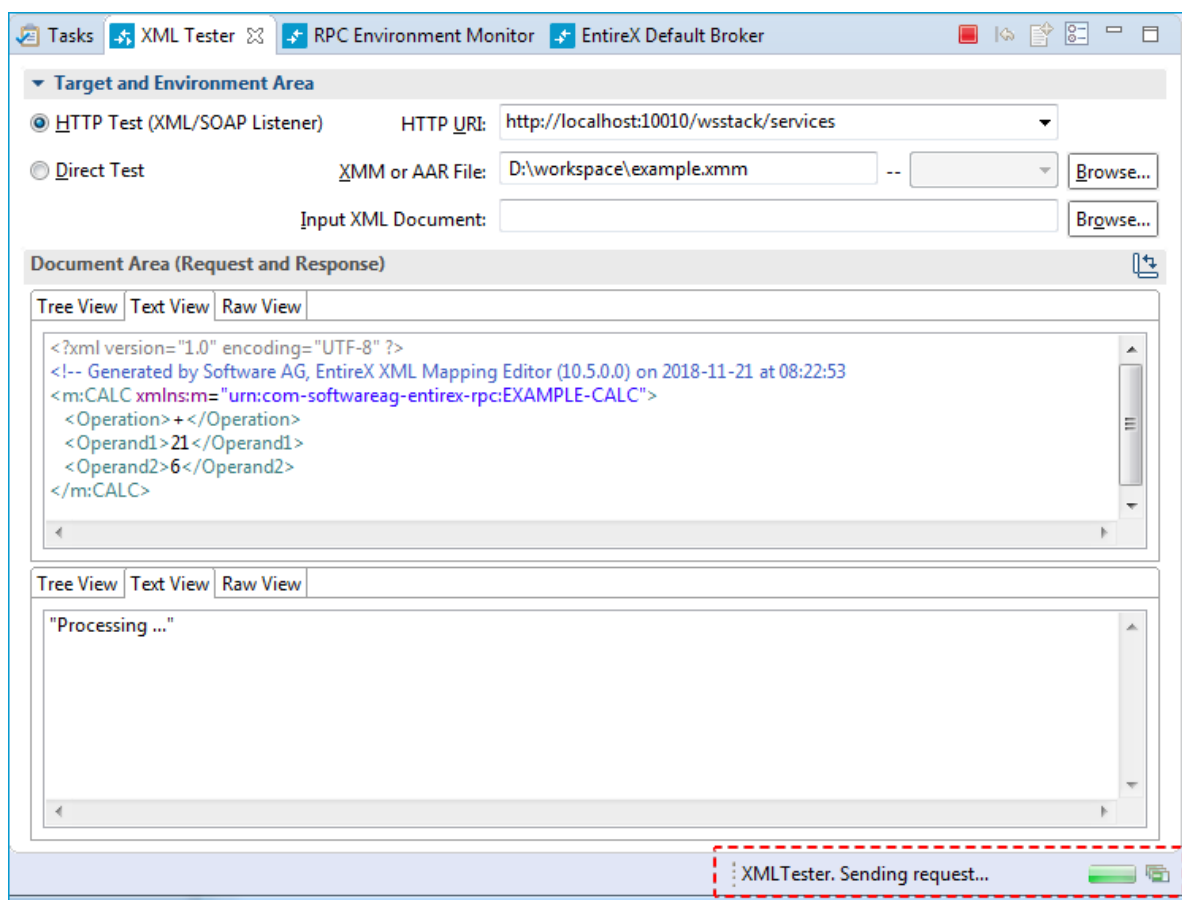 Tasks XML Tester RPC Environment Monitor EntireX Default Broker
Target and Environment Area
HTTP Test (XML/SOAP Listener) HTTP URI: http://localhost:10010/wsstack/services
Direct Test XMM or AAR File: D:\workspace\example.xmm -- Browse...
Input XML Document: Browse...
Document Area (Request and Response)
Tree View Text View Raw View
<?xml version="1.0" encoding="UTF-8" ?>
<!-- Generated by Software AG, EntireX XML Mapping Editor (10.5.0.0) on 2018-11-21 at 08:22:53
<m:CALC xmlns:m="urn:com-softwareag-entirex-rpc:EXAMPLE-CALC">
<Operation>+</Operation>
<Operand1>21</Operand1>
<Operand2>6</Operand2>
</m:CALC>
Tree View Text View Raw View
"Processing ..."
XMLTester. Sending request...